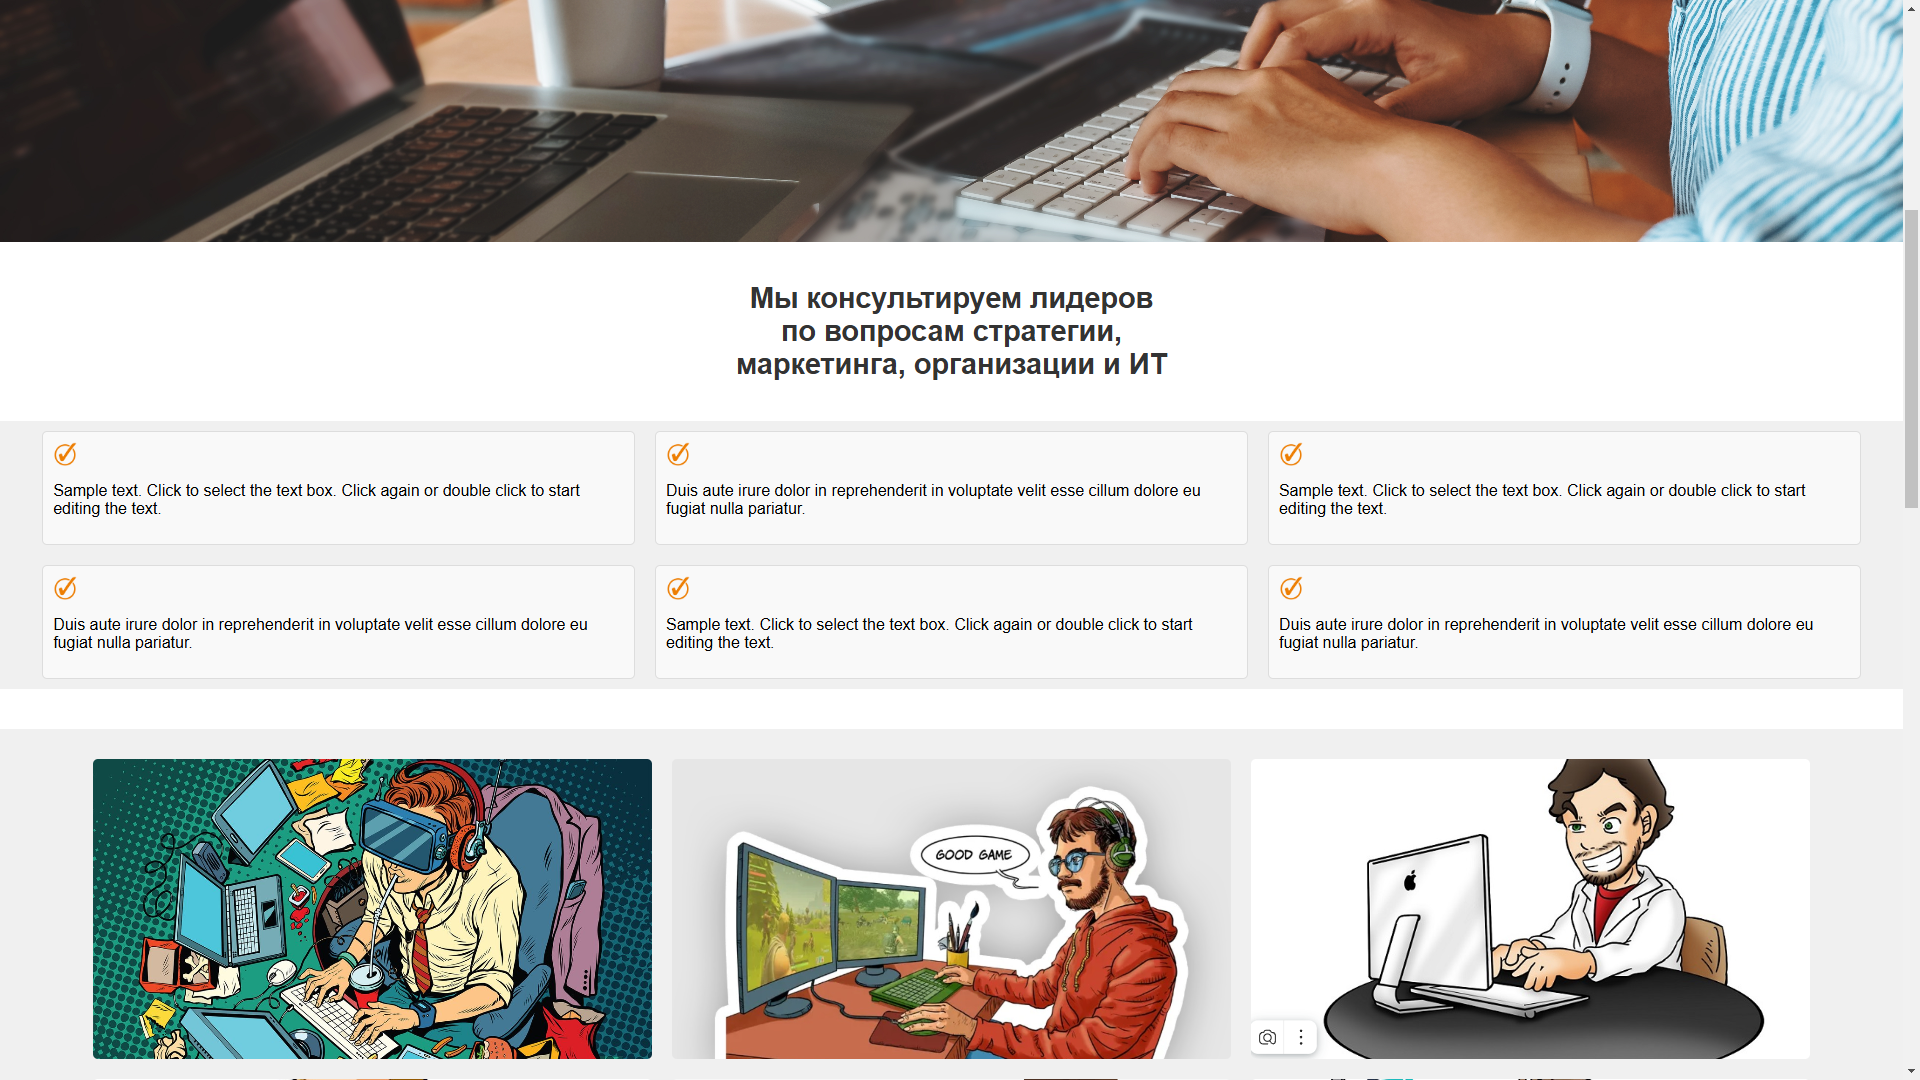 Мы консультируем лидеров
по вопросам стратегии,
маркетинга, организации и ИТ
Sample text. Click to select the text box. Click again or double click to start
editing the text.
Duis aute irure dolor in reprehenderit in voluptate velit esse cillum dolore eu
fugiat nulla pariatur.
Sample text. Click to select the text box. Click again or double click to start
editing the text.
Duis aute irure dolor in reprehenderit in voluptate velit esse cillum dolore eu
fugiat nulla pariatur.
Sample text. Click to select the text box. Click again or double click to start
editing the text.
Duis aute irure dolor in reprehenderit in voluptate velit esse cillum dolore eu
fugiat nulla pariatur.
GOOD GAME